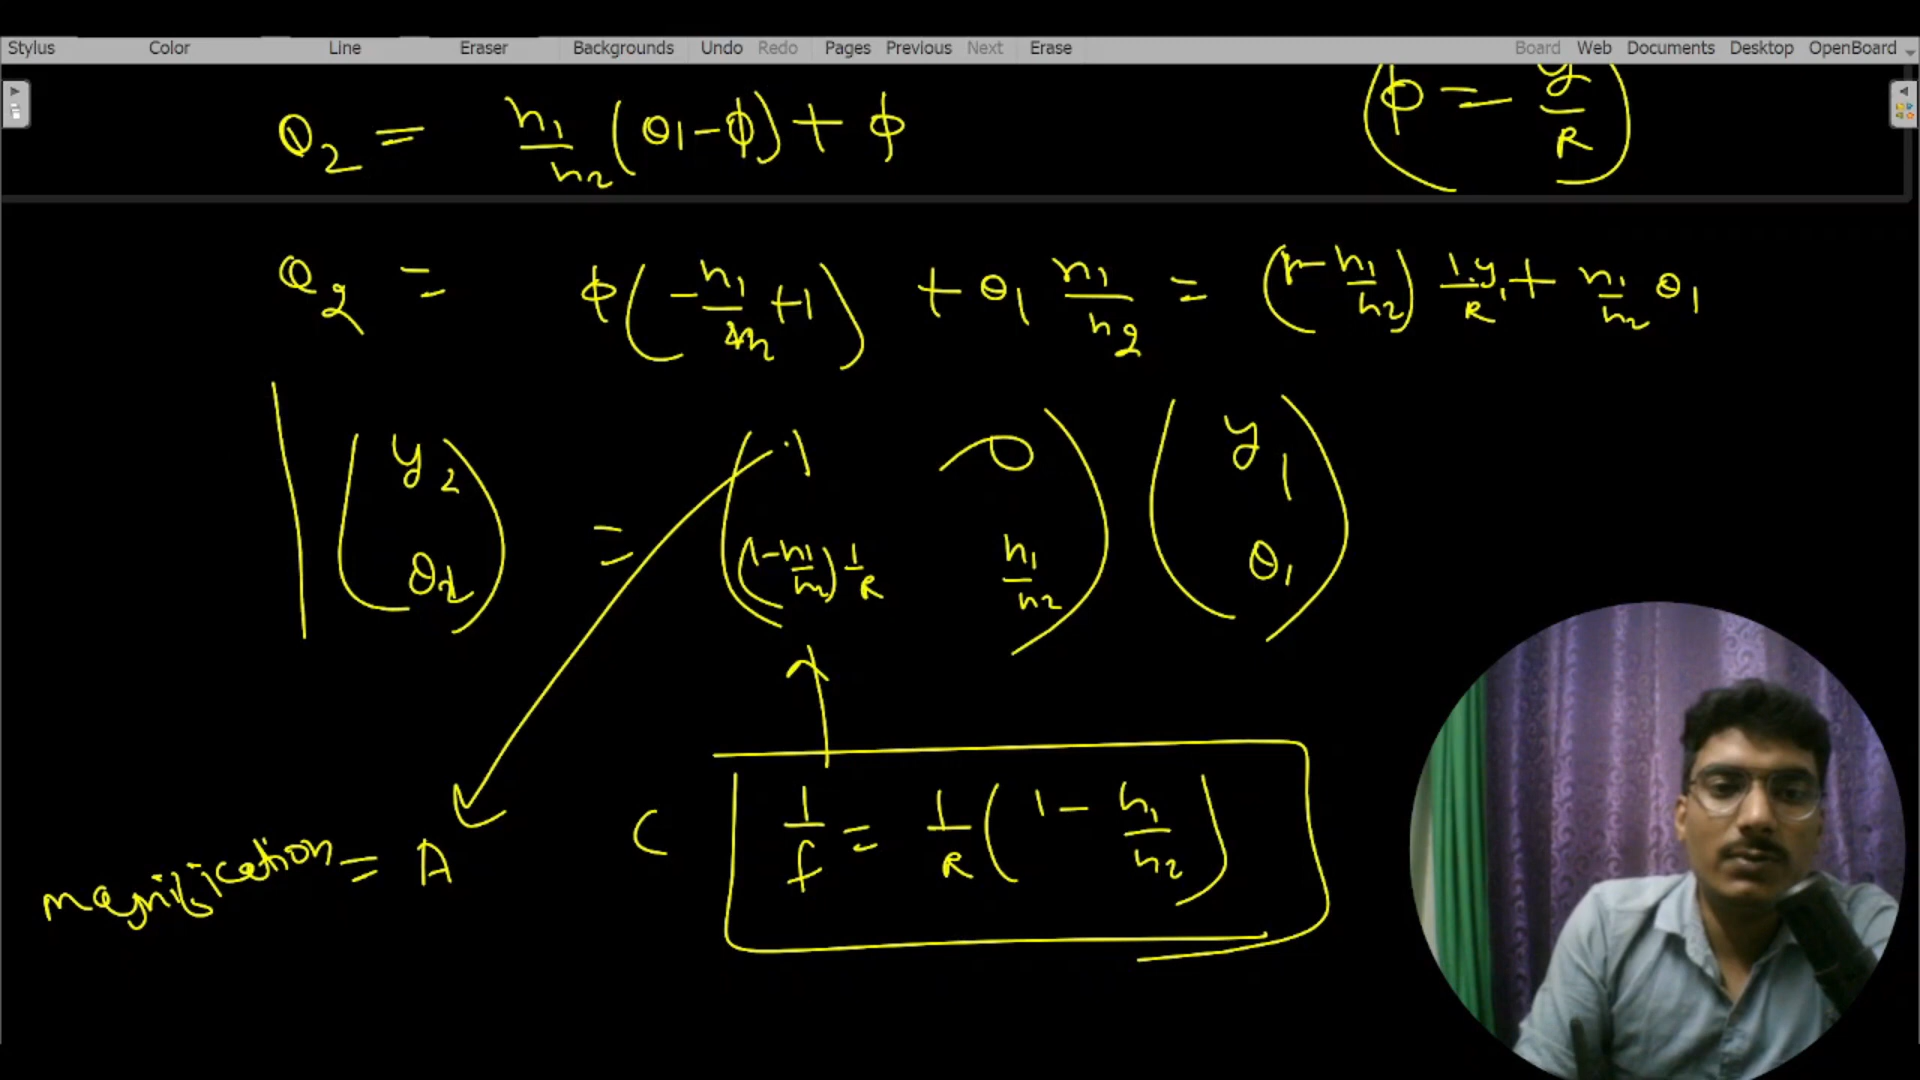 Stylus Color Line Eraser Backgrounds Undo Redo Pages Previous Next Erase Board Web Documents Desktop OpenBoard
θ₂ = n₁/n₂ (θ₁ - ϕ) + ϕ
ϕ = y/R
θ₂ = ϕ(-n₁/n₂ + 1) + θ₁ n₁/n₂ = (1 - n₁/n₂) 1·y₁/R + n₁/n₂ θ₁
(y₂ θ₂) = (1 0 (1-n₁/n₂)1/R n₁/n₂) (y₁ θ₁)
C 1/f = 1/R (1 - n₁/n₂)
magnification = A